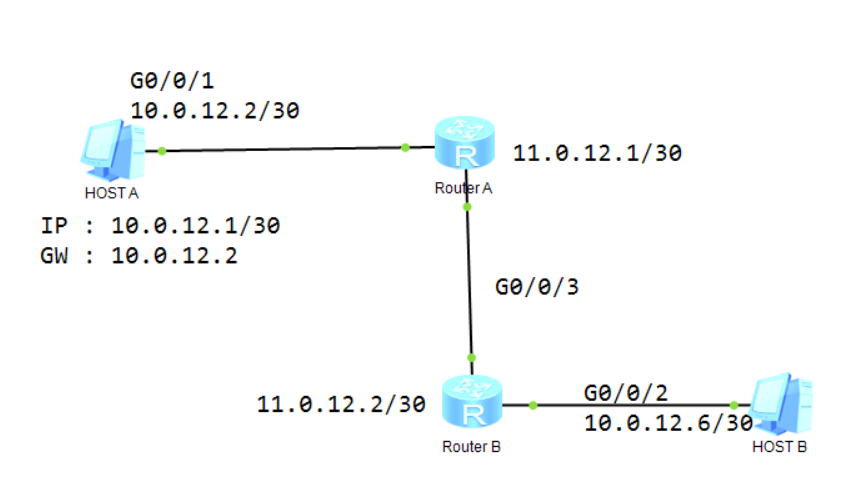 G0/0/1
10.0.12.2/30
11.0.12.1/30
R
HOST A
Router A
IP : 10.0.12.1/30
GW : 10.0.12.2
G0/0/3
11.0.12.2/30
R
G0/0/2
10.0.12.6/30
Router B
HOST B